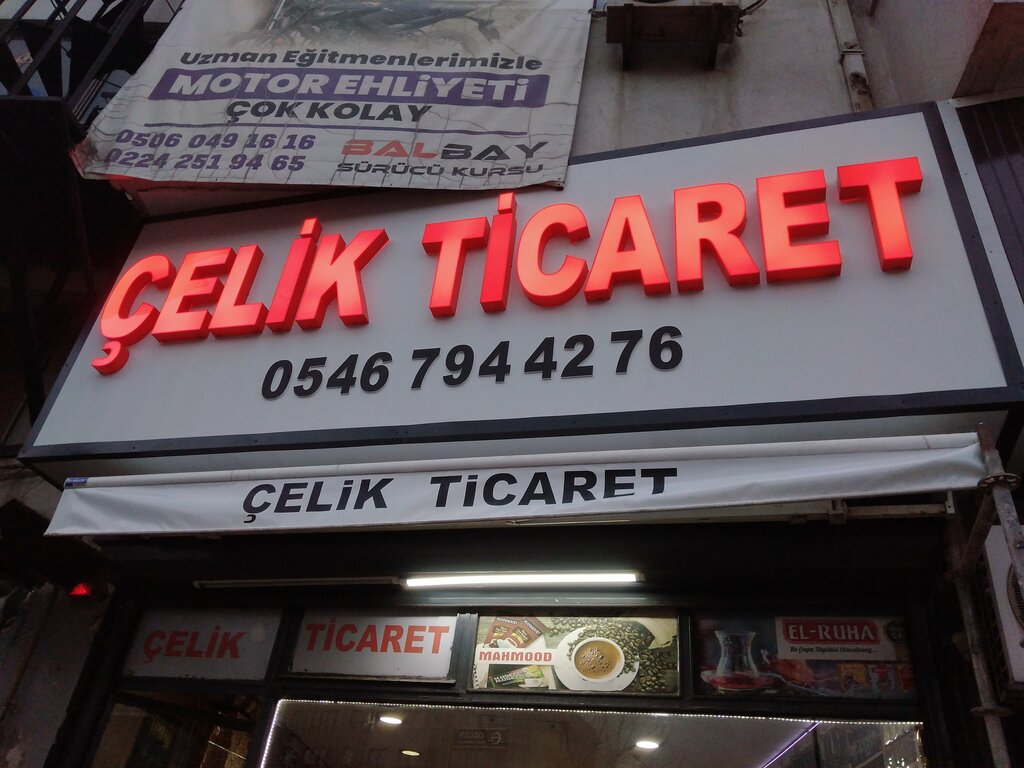 Uzman Eğitmenlerimizle
MOTOR EHLİYETİ
ÇOK KOLAY
0506 049 16 16
0224 251 94 65
BALBAY
SÜRÜCÜ KURSU
ÇELİK TİCARET
0546 794 42 76
ÇELİK TİCARET
ÇELİK
TİCARET
MAHMOOD
EL-RUHA